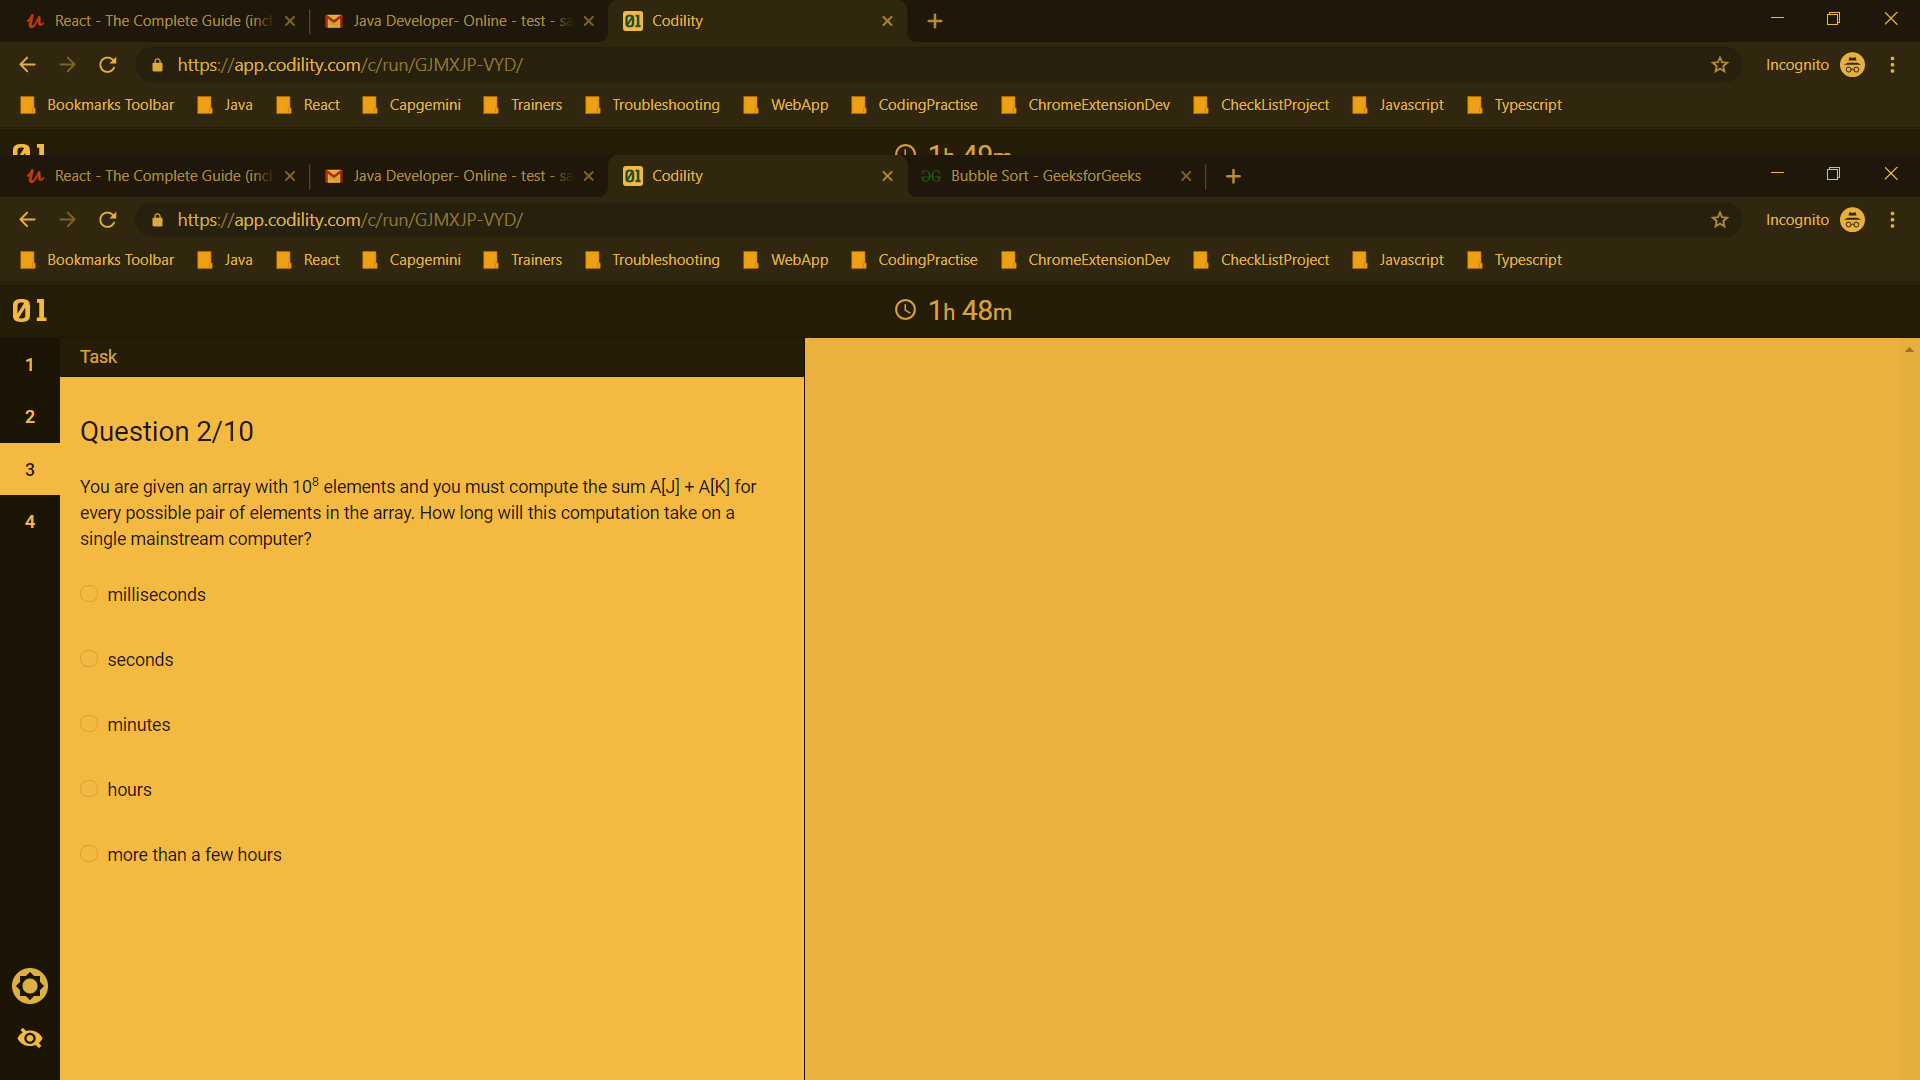 React - The Complete Guide (incl
Java Developer- Online - test - sa
Codility
https://app.codility.com/c/run/GJMXJP-VYD/
Incognito
Bookmarks Toolbar Java React Capgemini Trainers Troubleshooting WebApp CodingPractise ChromeExtensionDev CheckListProject Javascript Typescript
01 1h 49m
React - The Complete Guide (incl
Java Developer- Online - test - sa
Codility
Bubble Sort - GeeksforGeeks
https://app.codility.com/c/run/GJMXJP-VYD/
Incognito
Bookmarks Toolbar Java React Capgemini Trainers Troubleshooting WebApp CodingPractise ChromeExtensionDev CheckListProject Javascript Typescript
01 1h 48m
1
2
3
4
Task
Question 2/10
You are given an array with 10⁸ elements and you must compute the sum A[J] + A[K] for
every possible pair of elements in the array. How long will this computation take on a
single mainstream computer?
milliseconds
seconds
minutes
hours
more than a few hours